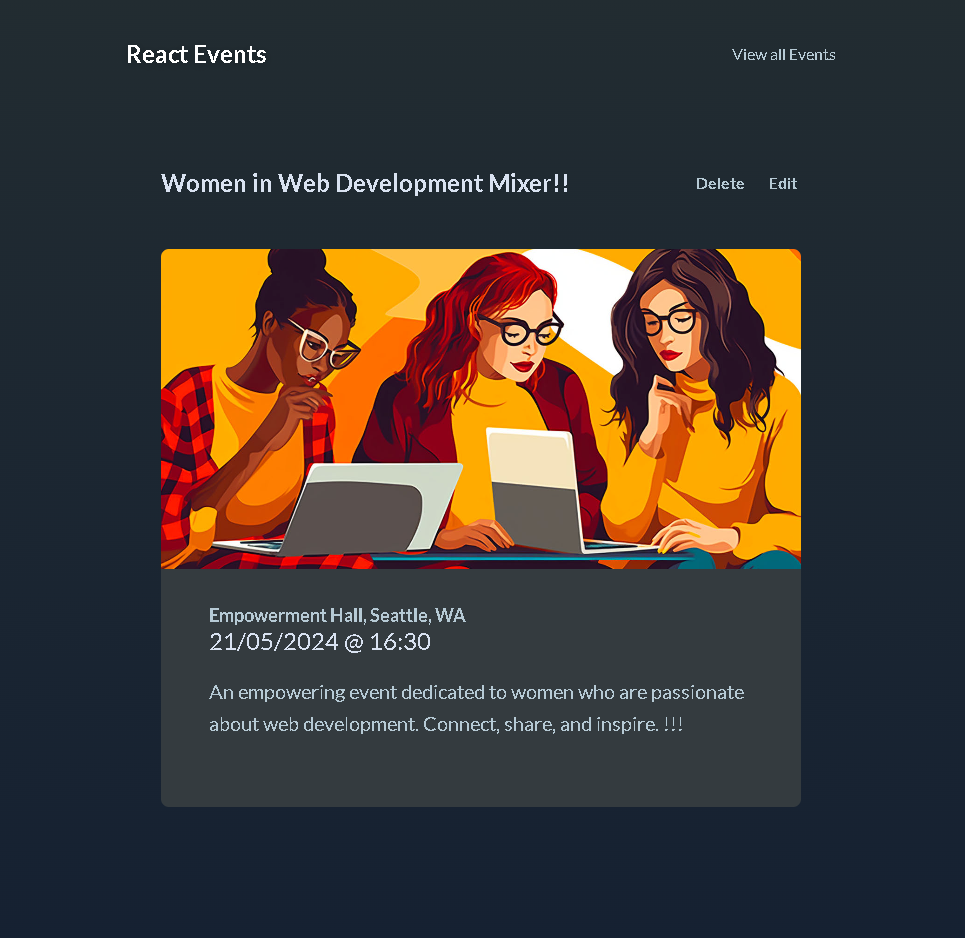 React Events
View all Events
Women in Web Development Mixer!!
Delete
Edit
Empowerment Hall, Seattle, WA
21/05/2024 @ 16:30
An empowering event dedicated to women who are passionate
about web development. Connect, share, and inspire. !!!